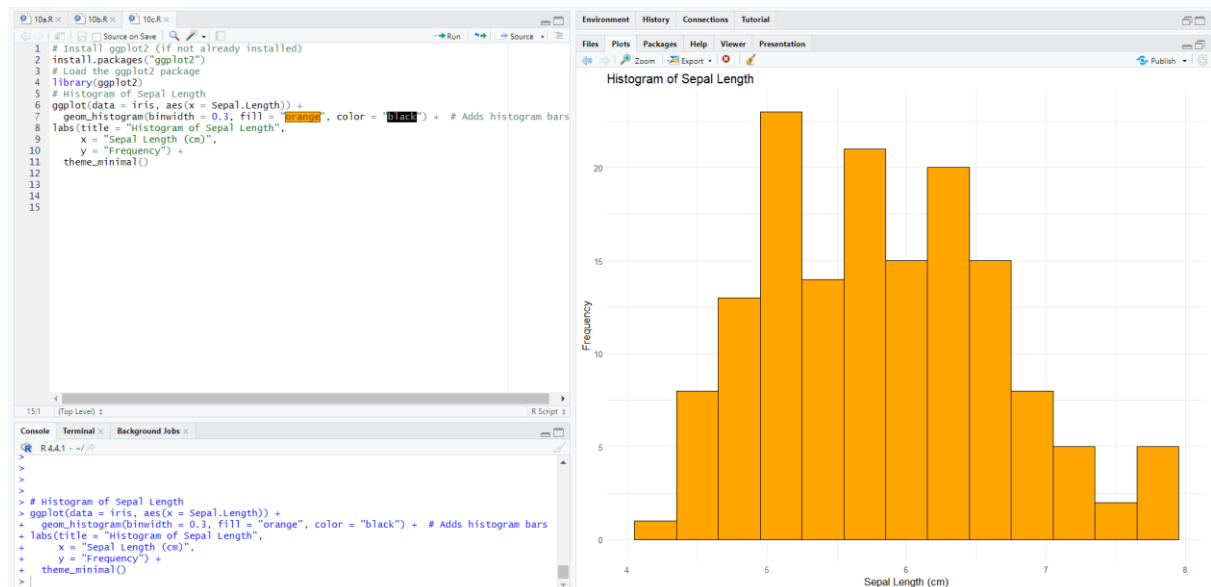 10a.R 10b.R 10c.R
Source on Save Run Source
1 # Install ggplot2 (if not already installed)
2 install.packages("ggplot2")
3 # Load the ggplot2 package
4 library(ggplot2)
5 # Histogram of Sepal Length
6 ggplot(data = iris, aes(x = Sepal.Length)) +
7   geom_histogram(binwidth = 0.3, fill = "orange", color = "black") +  # Adds histogram bars
8 labs(title = "Histogram of Sepal Length",
9      x = "Sepal Length (cm)",
10      y = "Frequency") +
11   theme_minimal()
12
13
14
15
15:1 (Top Level) R Script
Console Terminal Background Jobs
R 4.4.1 · ~/
>
>
>
>
> # Histogram of Sepal Length
> ggplot(data = iris, aes(x = Sepal.Length)) +
+   geom_histogram(binwidth = 0.3, fill = "orange", color = "black") +  # Adds histogram bars
+ labs(title = "Histogram of Sepal Length",
+      x = "Sepal Length (cm)",
+      y = "Frequency") +
+   theme_minimal()
>
Environment History Connections Tutorial
Files Plots Packages Help Viewer Presentation
Zoom Export Publish
Histogram of Sepal Length
Frequency
20
15
10
5
0
4 5 6 7 8
Sepal Length (cm)